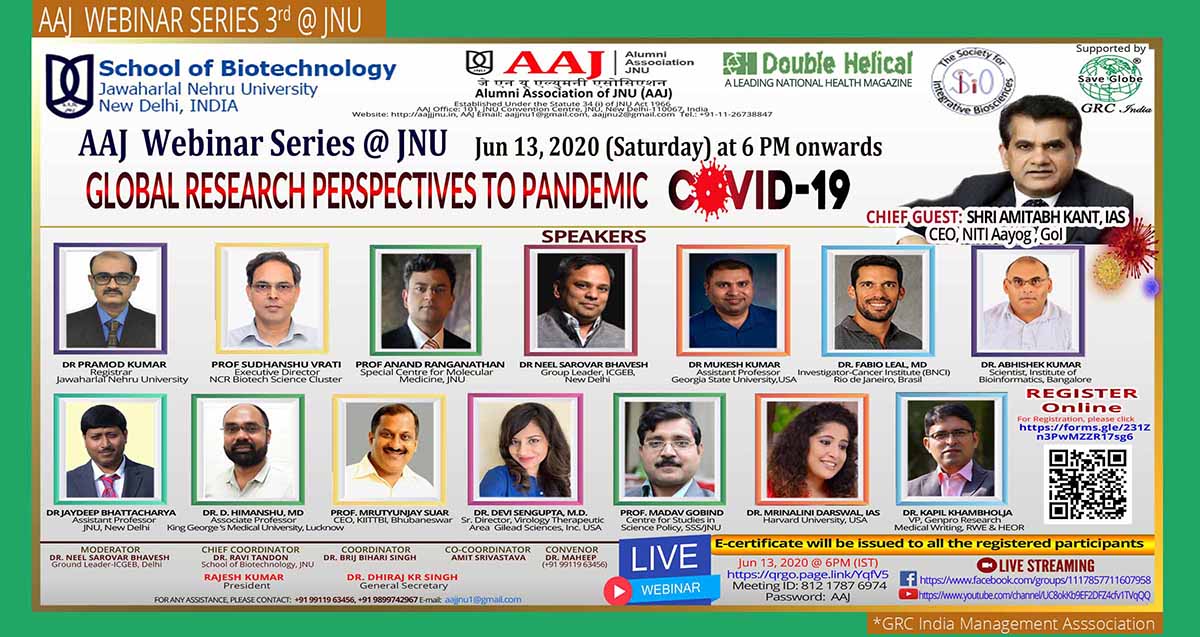 AAJ WEBINAR SERIES 3rd @ JNU
School of Biotechnology
Jawaharlal Nehru University
New Delhi, INDIA
AAJ
Alumni
Association
JNU
जे एन यू एल्युमनी एसोसिएशन
Alumni Association of JNU (AAJ)
Established Under the Statute 34 (i) of JNU Act 1966
AAJ Office: 101, JNU Convention Centre, JNU, New Delhi-110067, India
Website: http://aajjnu.in, AAJ Email: aajjnu1@gmail.com, aajjnu2@gmail.com Tel.: +91-11-26738847
Double Helical
A LEADING NATIONAL HEALTH MAGAZINE
The Society for
SBiO
Integrative Biosciences
Supported by
Save Globe
GRC India
AAJ Webinar Series @ JNU Jun 13, 2020 (Saturday) at 6 PM onwards
GLOBAL RESEARCH PERSPECTIVES TO PANDEMIC COVID-19
CHIEF GUEST: SHRI AMITABH KANT, IAS
CEO, NITI Aayog, GoI
SPEAKERS
DR PRAMOD KUMAR
Registrar
Jawaharlal Nehru University
PROF SUDHANSHU VRATI
Executive Director
NCR Biotech Science Cluster
PROF ANAND RANGANATHAN
Special Centre for Molecular
Medicine, JNU
DR NEEL SAROVAR BHAVESH
Group Leader, ICGEB,
New Delhi
DR MUKESH KUMAR
Assistant Professor
Georgia State University,USA
DR. FABIO LEAL, MD
Investigator-Cancer Institute (BNCI)
Rio de Janeiro, Brasil
DR. ABHISHEK KUMAR
Scientist, Institute of
Bioinformatics, Bangalore
REGISTER
Online
For Registration, please click
https://forms.gle/231Z
n3PwMZZR17sg6
DR JAYDEEP BHATTACHARYA
Assistant Professor
JNU, New Delhi
DR. D. HIMANSHU, MD
Associate Professor
King George's Medical University, Lucknow
PROF. MRUTYUNJAY SUAR
CEO, KIITTBI, Bhubaneswar
DR. DEVI SENGUPTA, M.D.
Sr. Director, Virology Therapeutic
Area Gilead Sciences, Inc. USA
PROF. MADAV GOBIND
Centre for Studies in
Science Policy, SSS/JNU
DR. MRINALINI DARSWAL, IAS
Harvard University, USA
DR. KAPIL KHAMBHOLJA
VP, Genpro Research
Medical Writing, RWE & HEOR
MODERATOR
DR. NEEL SAROVAR BHAVESH
Ground Leader-ICGEB, Delhi
CHIEF COORDINATOR
DR. RAVI TANDON
School of Biotechnology, JNU
COORDINATOR
DR. BRIJ BIHARI SINGH
CO-COORDINATOR
AMIT SRIVASTAVA
CONVENOR
DR. MAHEEP
(+91 99119 63456)
RAJESH KUMAR
President
DR. DHIRAJ KR SINGH
General Secretary
FOR ANY ASSISTANCE, PLEASE CONTACT: +91 99119 63456, +91 9899742967 E-mail: aajjnu1@gmail.com
LIVE
WEBINAR
E-certificate will be issued to all the registered participants
Jun 13, 2020 @ 6PM (IST)
https://qrgo.page.link/YqfV5
Meeting ID: 812 1787 6974
Password: AAJ
LIVE STREAMING
https://www.facebook.com/groups/1117857711607958
https://www.youtube.com/channel/UC8okKb9EF2DFZ4cfv1TVqQQ
*GRC India Management Asssociation